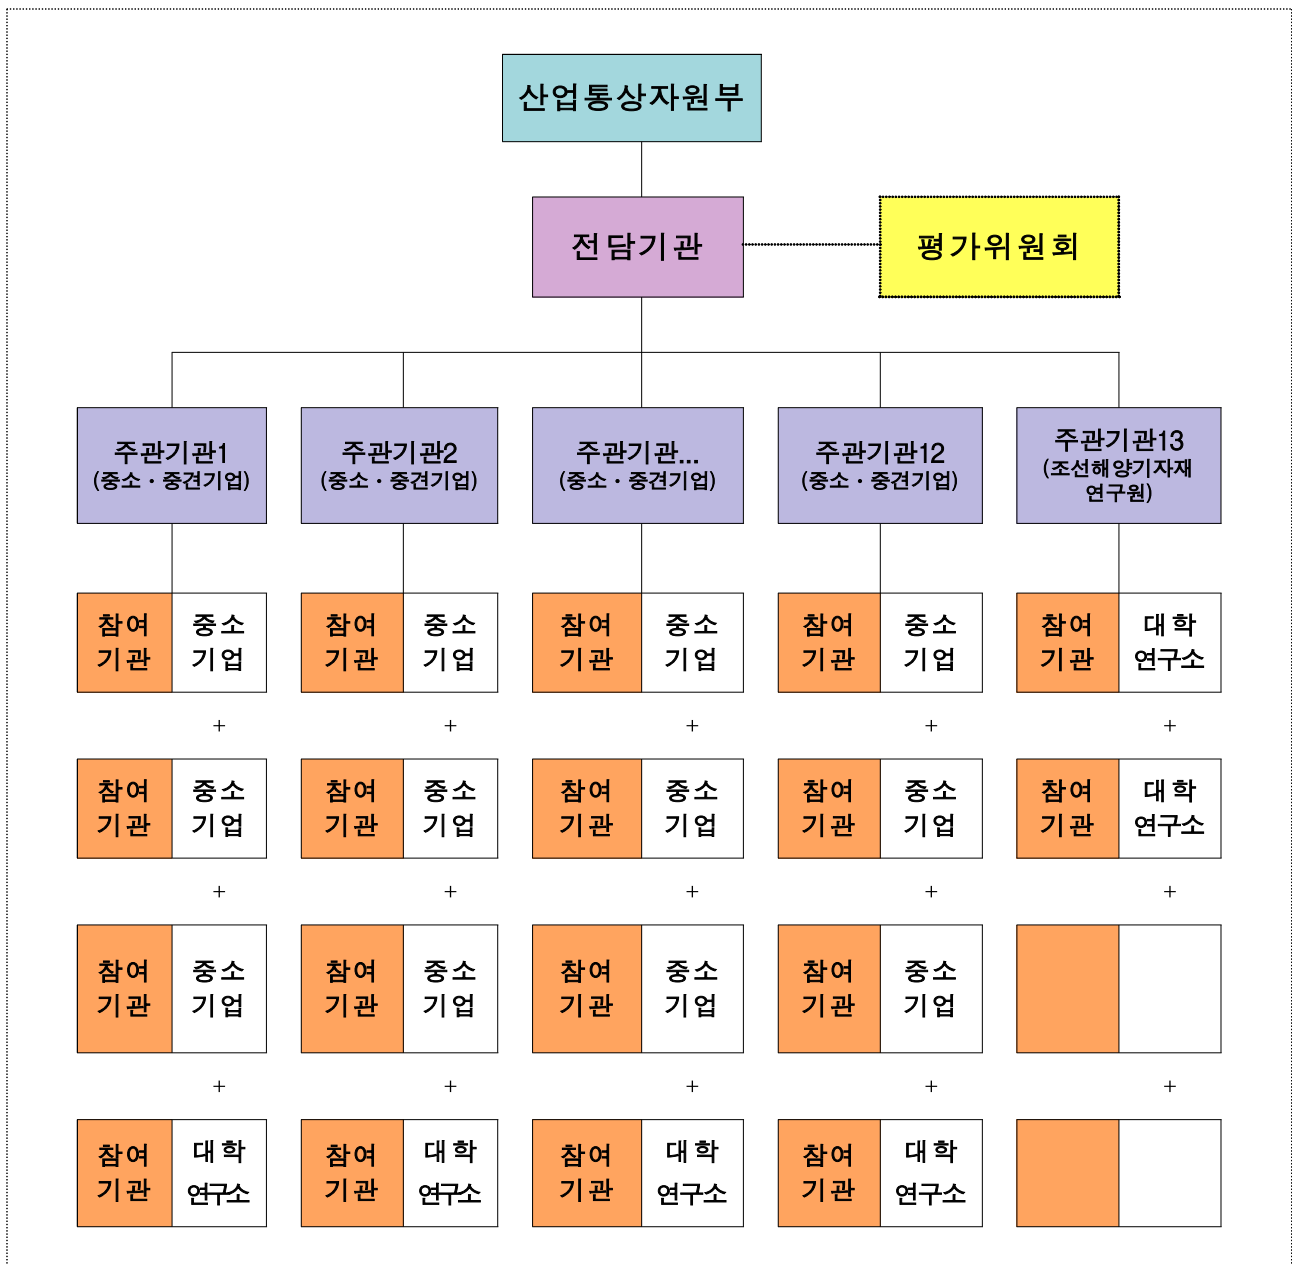 산업통상자원부
전담기관
평가위원회
주관기관1
(중소・중견기업)
주관기관2
(중소・중견기업)
주관기관...
(중소・중견기업)
주관기관12
(중소・중견기업)
주관기관13
(조선해양기자재
연구원)
참여
기관
중소
기업
참여
기관
중소
기업
참여
기관
중소
기업
참여
기관
중소
기업
참여
기관
대학
연구소
+
+
+
+
+
참여
기관
중소
기업
참여
기관
중소
기업
참여
기관
중소
기업
참여
기관
중소
기업
참여
기관
대학
연구소
+
+
+
+
+
참여
기관
중소
기업
참여
기관
중소
기업
참여
기관
중소
기업
참여
기관
중소
기업
+
+
+
+
+
참여
기관
대학
연구소
참여
기관
대학
연구소
참여
기관
대학
연구소
참여
기관
대학
연구소